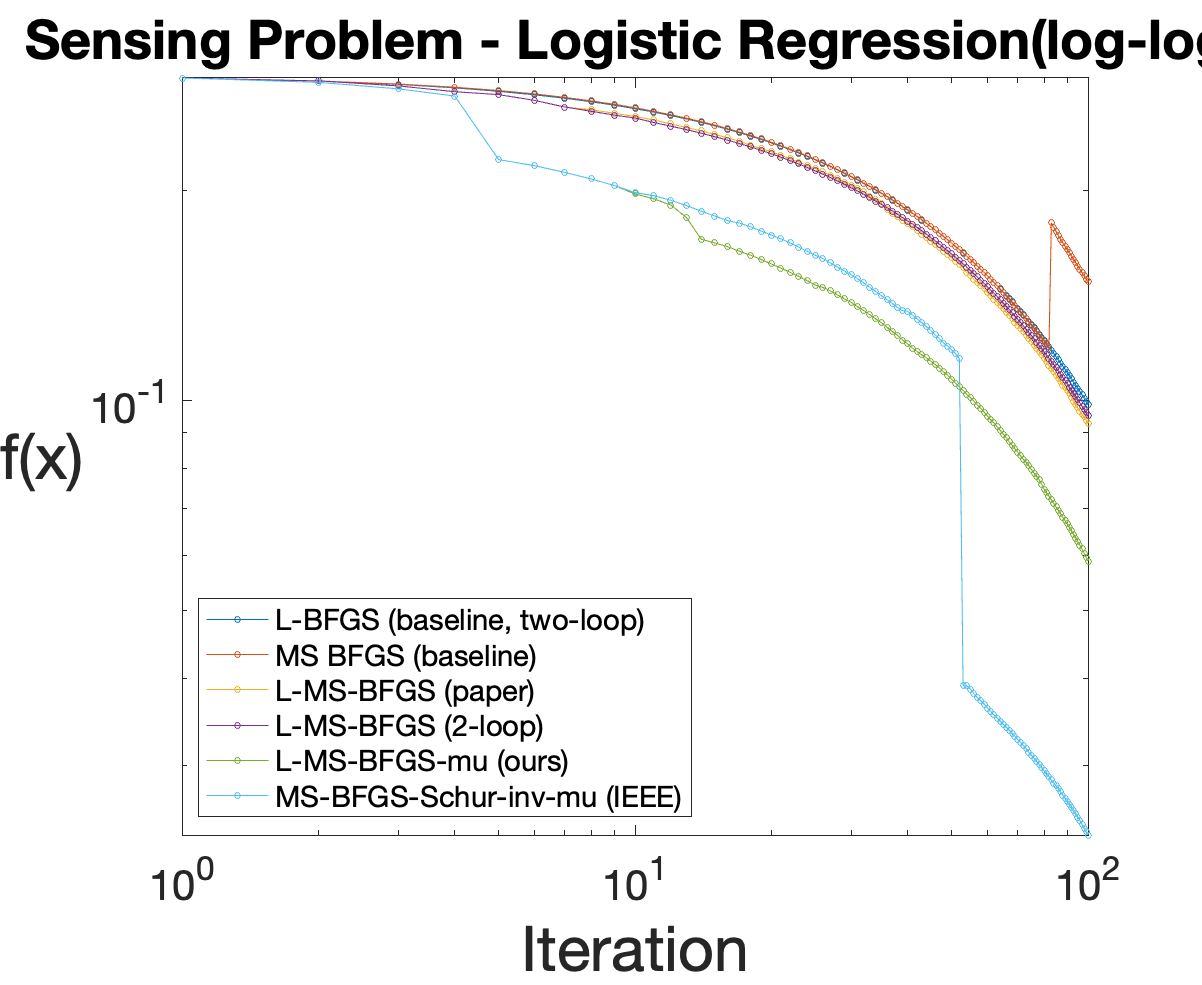 Sensing Problem - Logistic Regression(log-log
10^-1
f(x)
L-BFGS (baseline, two-loop)
MS BFGS (baseline)
L-MS-BFGS (paper)
L-MS-BFGS (2-loop)
L-MS-BFGS-mu (ours)
MS-BFGS-Schur-inv-mu (IEEE)
10^0 10^1 10^2
Iteration